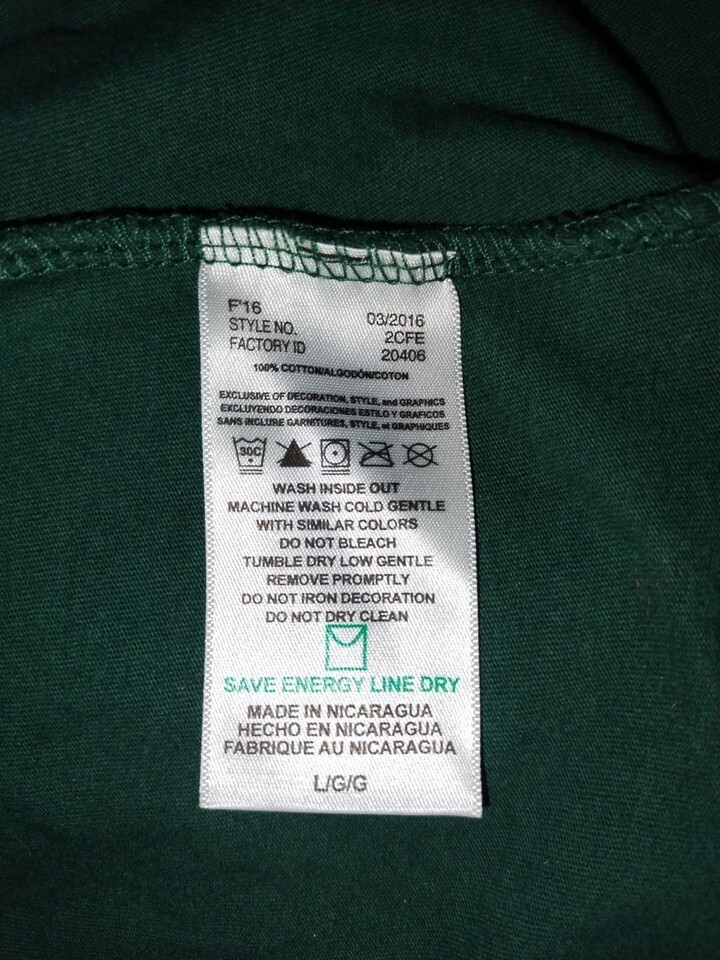 F'16 03/2016
STYLE NO. 2CFE
FACTORY ID 20406
100% COTTON/ALGODÓN/COTON
EXCLUSIVE OF DECORATION, STYLE, and GRAPHICS
EXCLUYENDO DECORACIONES ESTILO Y GRAFICOS
SANS INCLURE GARNITURES, STYLE, et GRAPHIQUES
30C
WASH INSIDE OUT
MACHINE WASH COLD GENTLE
WITH SIMILAR COLORS
DO NOT BLEACH
TUMBLE DRY LOW GENTLE
REMOVE PROMPTLY
DO NOT IRON DECORATION
DO NOT DRY CLEAN
SAVE ENERGY LINE DRY
MADE IN NICARAGUA
HECHO EN NICARAGUA
FABRIQUE AU NICARAGUA
L/G/G